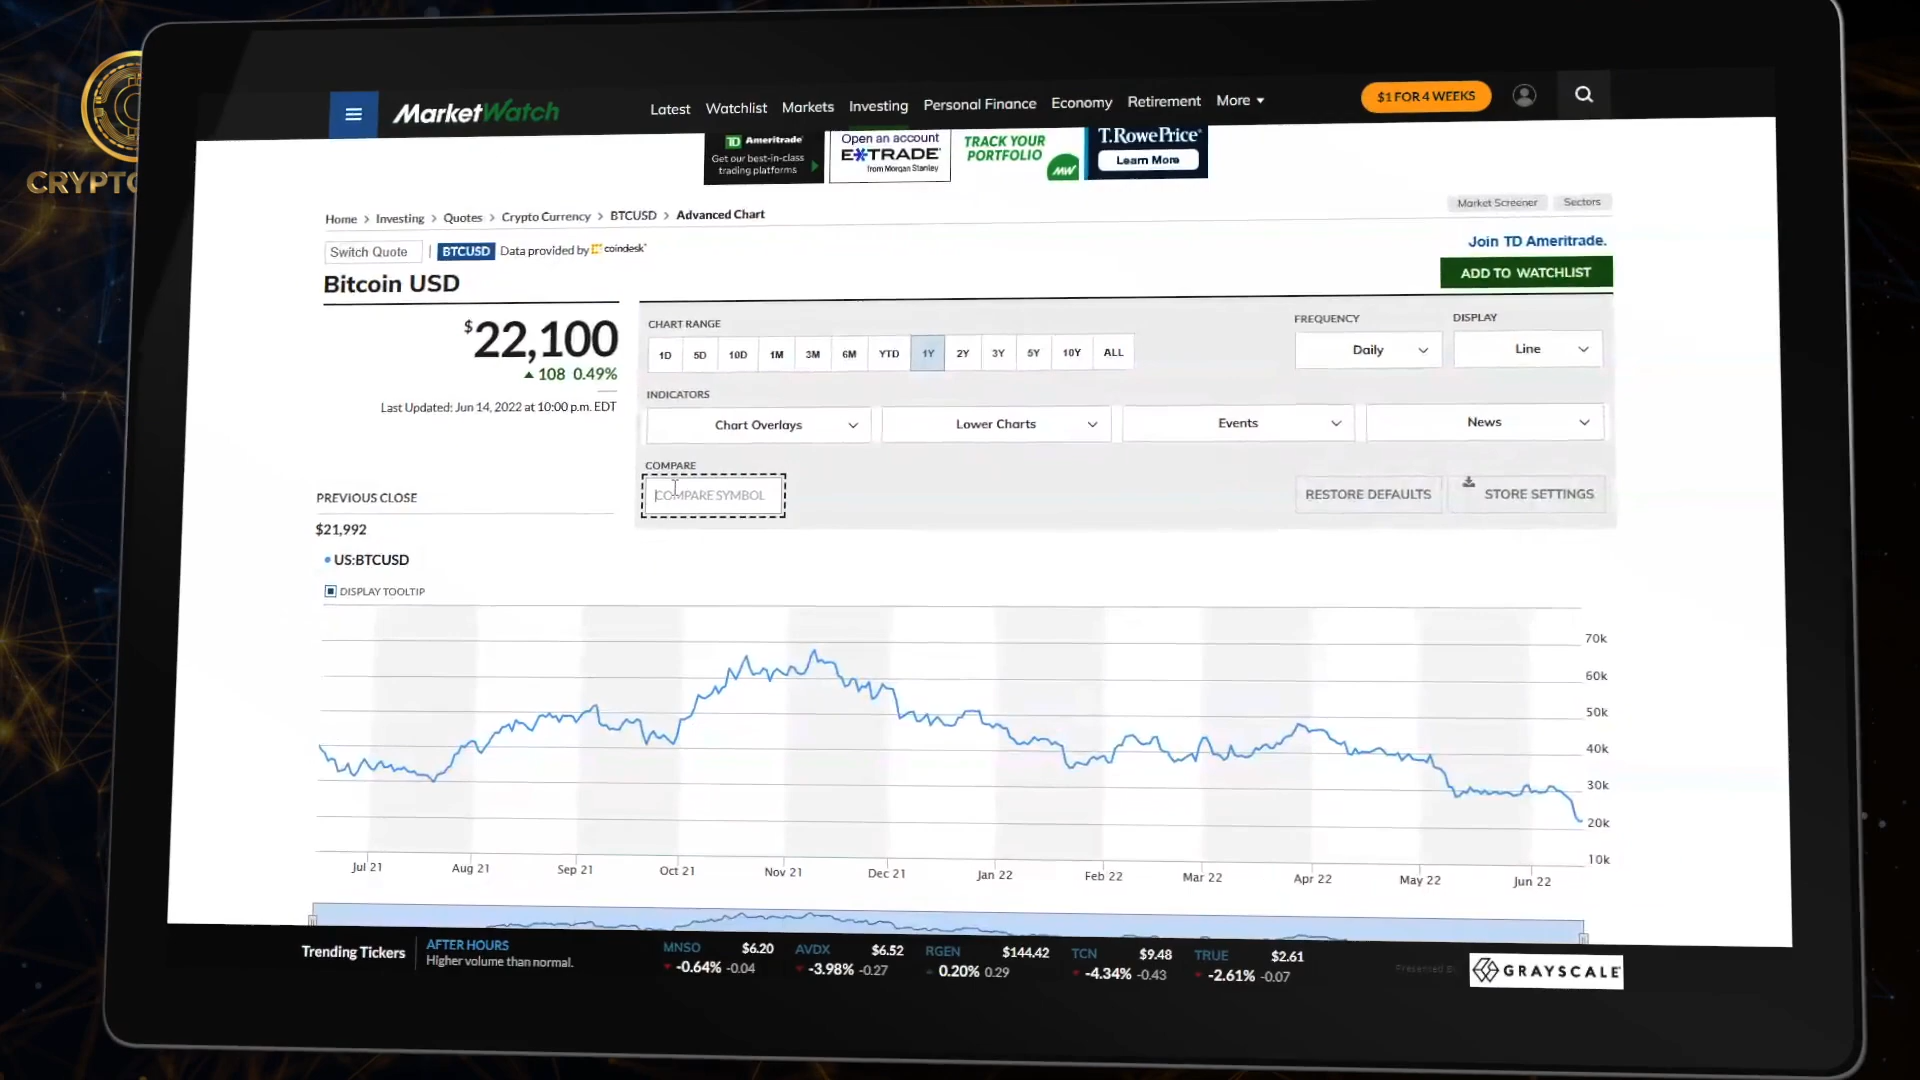 CRYPTO
MarketWatch
Latest Watchlist Markets Investing Personal Finance Economy Retirement More
$1 FOR 4 WEEKS
TD Ameritrade
Get our best-in-class
trading platforms
Open an account
E*TRADE
from Morgan Stanley
TRACK YOUR
PORTFOLIO
MW
T.RowePrice
Learn More
Home > Investing > Quotes > Crypto Currency > BTCUSD > Advanced Chart
Market Screener Sectors
Switch Quote | BTCUSD Data provided by coindesk
Join TD Ameritrade.
ADD TO WATCHLIST
Bitcoin USD
$22,100
108 0.49%
Last Updated: Jun 14, 2022 at 10:00 p.m. EDT
PREVIOUS CLOSE
$21,992
CHART RANGE
1D 5D 10D 1M 3M 6M YTD 1Y 2Y 3Y 5Y 10Y ALL
FREQUENCY
Daily
DISPLAY
Line
INDICATORS
Chart Overlays Lower Charts Events News
COMPARE
COMPARE SYMBOL
RESTORE DEFAULTS STORE SETTINGS
US:BTCUSD
DISPLAY TOOLTIP
70k
60k
50k
40k
30k
20k
10k
Jul 21 Aug 21 Sep 21 Oct 21 Nov 21 Dec 21 Jan 22 Feb 22 Mar 22 Apr 22 May 22 Jun 22
Trending Tickers
AFTER HOURS
Higher volume than normal.
MNSO $6.20
-0.64% -0.04
AVDX $6.52
-3.98% -0.27
RGEN $144.42
0.20% 0.29
TCN $9.48
-4.34% -0.43
TRUE $2.61
-2.61% -0.07
Presented
GRAYSCALE